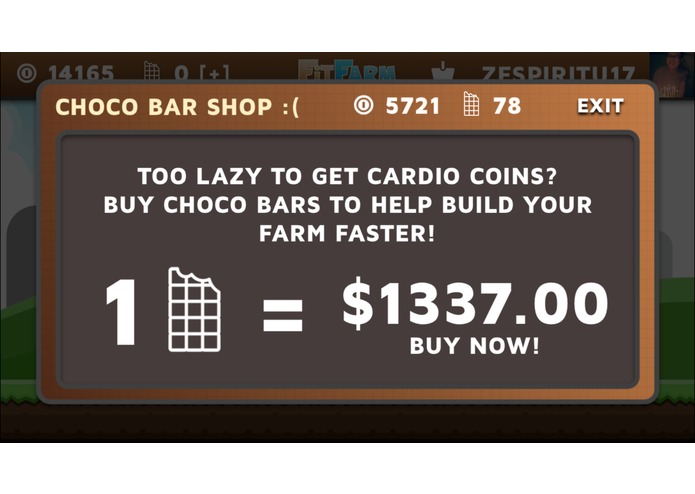 14165 0 [+] FITFARM ZESPIRITU17
CHOCO BAR SHOP :( 5721 78 EXIT
TOO LAZY TO GET CARDIO COINS?
BUY CHOCO BARS TO HELP BUILD YOUR
FARM FASTER!
1 = $1337.00
BUY NOW!